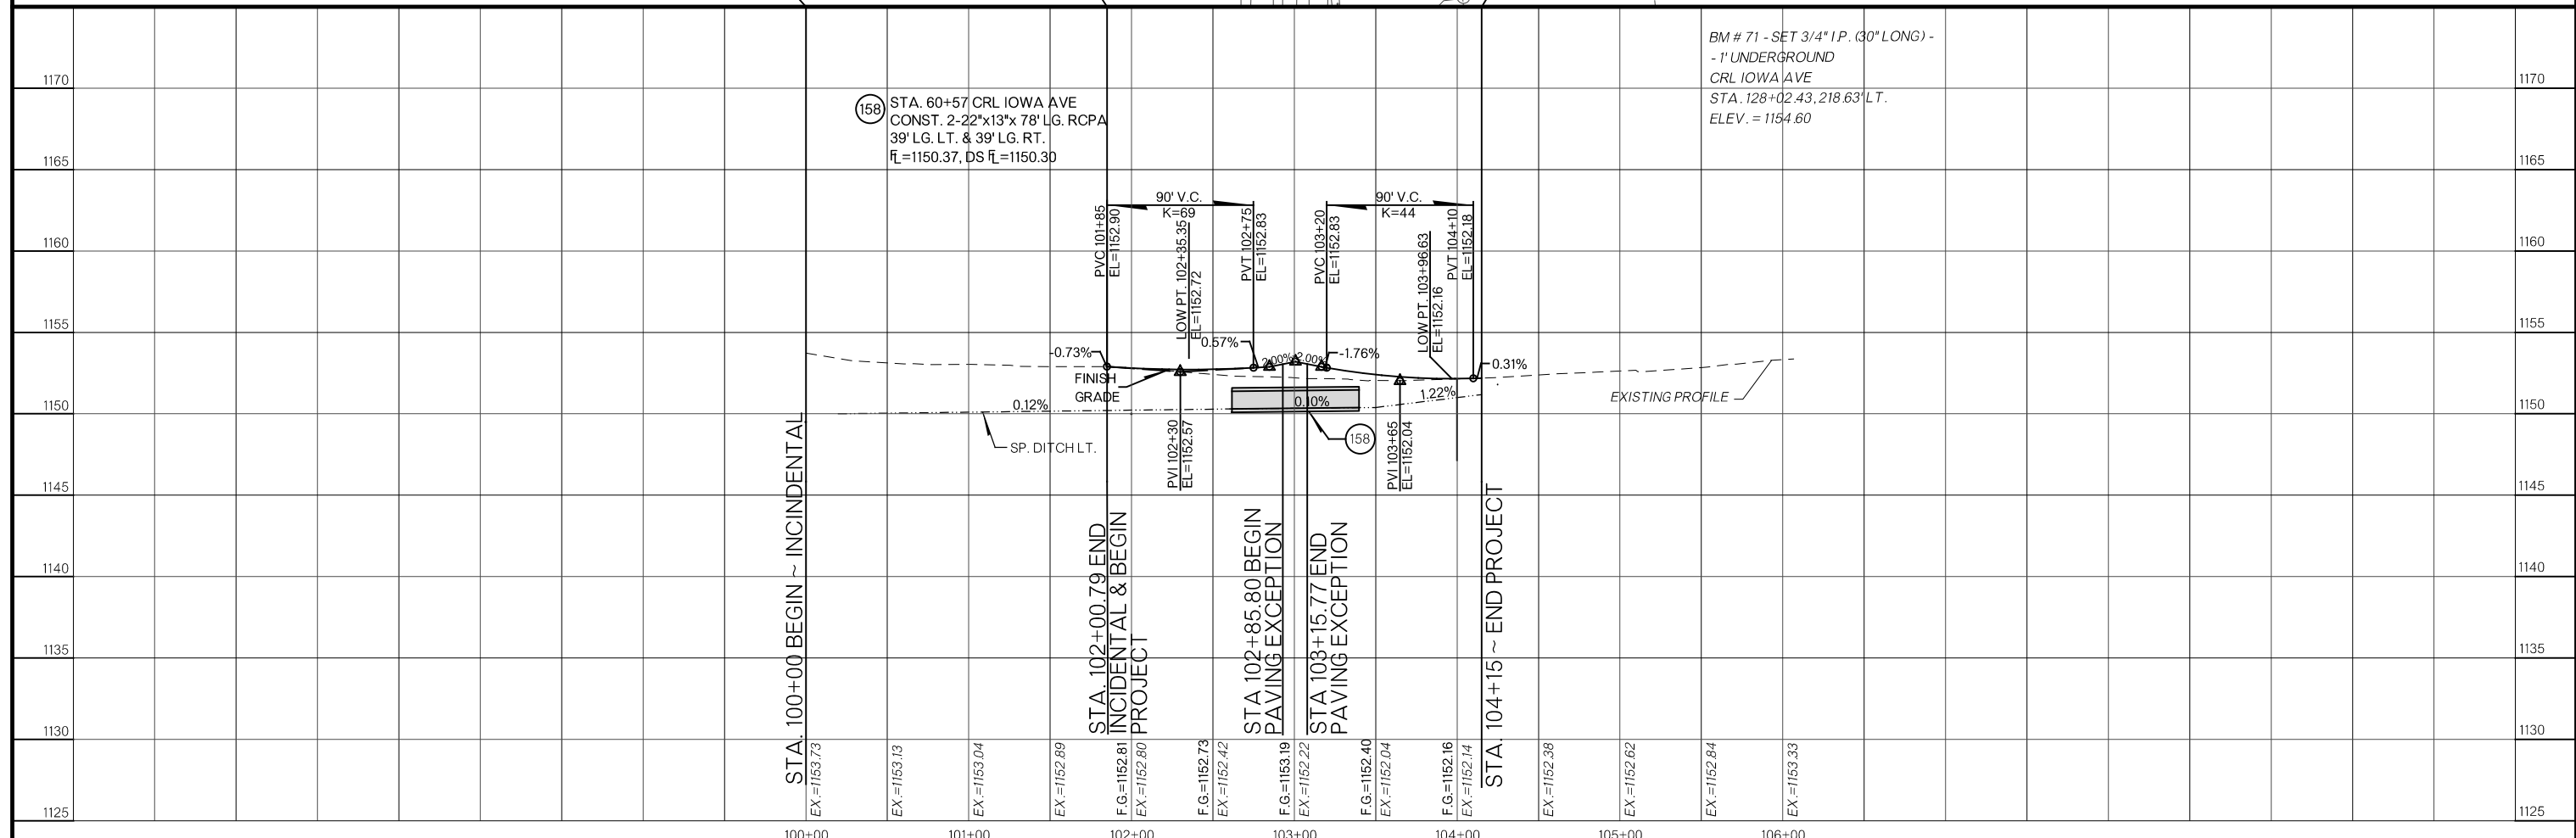 BM # 71 - SET 3/4" I.P. (30" LONG) -
- 1' UNDERGROUND
CRL IOWA AVE
STA. 128+02.43, 218.63' LT.
ELEV. = 1154.60
158
STA. 60+57 CRL IOWA AVE
CONST. 2-22"x13"x 78' LG. RCPA
39' LG. LT. & 39' LG. RT.
FL=1150.37, DS FL=1150.30
1170
1170
1165
1165
1160
1160
1155
1155
1150
1150
1145
1145
1140
1140
1135
1135
1130
1130
1125
1125
90' V.C.
K=69
90' V.C.
K=44
PVC 101+85
EL=1152.90
LOW PT. 102+35.35
EL=1152.72
PVT 102+75
EL=1152.83
PVC 103+20
EL=1152.83
LOW PT. 103+96.63
EL=1152.16
PVT 104+10
EL=1152.18
-0.73%
0.57%
2.00%
-2.00%
-1.76%
0.31%
FINISH
GRADE
0.12%
0.10%
1.22%
EXISTING PROFILE
SP. DITCH LT.
158
PVI 102+30
EL=1152.57
PVI 103+65
EL=1152.04
STA. 100+00 BEGIN ~ INCINDENTAL
STA. 102+00.79 END
INCIDENTAL & BEGIN
PROJECT
STA 102+85.80 BEGIN
PAVING EXCEPTION
STA 103+15.77 END
PAVING EXCEPTION
STA. 104+15 ~ END PROJECT
EX.=1153.73
EX.=1153.13
EX.=1153.04
EX.=1152.89
F.G.=1152.81
EX.=1152.80
F.G.=1152.73
EX.=1152.42
F.G.=1153.19
EX.=1152.22
F.G.=1152.40
EX.=1152.04
F.G.=1152.16
EX.=1152.14
EX.=1152.38
EX.=1152.62
EX.=1152.84
EX.=1153.33
100+00
101+00
102+00
103+00
104+00
105+00
106+00